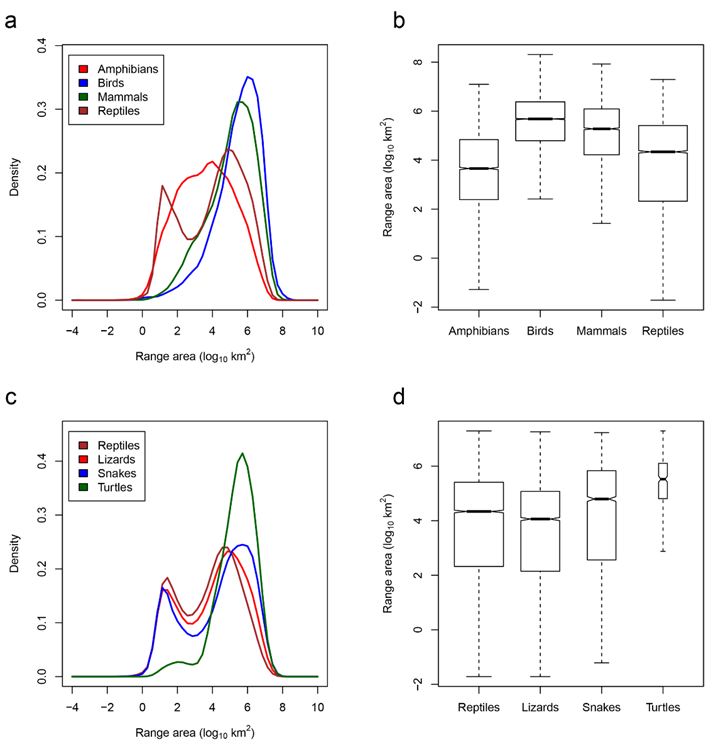 a
0.4
0.3
0.2
0.1
0.0
Density
Amphibians
Birds
Mammals
Reptiles
−4 −2 0 2 4 6 8 10
Range area (log10 km2)
b
8
6
4
2
0
−2
Range area (log10 km2)
Amphibians Birds Mammals Reptiles
c
0.4
0.3
0.2
0.1
0.0
Density
Reptiles
Lizards
Snakes
Turtles
−4 −2 0 2 4 6 8 10
Range area (log10 km2)
d
6
4
2
0
−2
Range area (log10 km2)
Reptiles Lizards Snakes Turtles